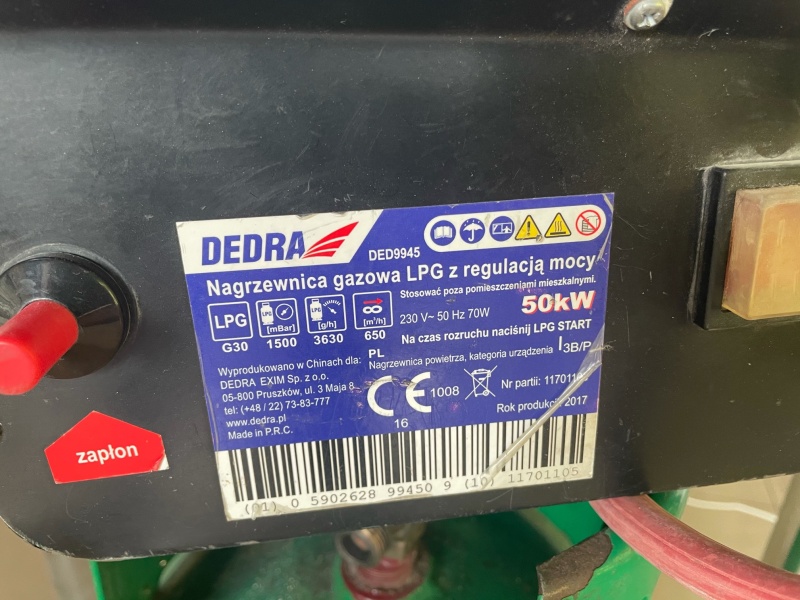 DEDRA
DED9945
Nagrzewnica gazowa LPG z regulacją mocy
Stosować poza pomieszczeniami mieszkalnymi.
50kW
LPG
LPG
[mBar]
LPG
[g/h]
[m³/h]
G30
1500
3630
650
230 V~ 50 Hz 70W
Na czas rozruchu naciśnij LPG START
PL
Nagrzewnica powietrza, kategoria urządzenia I3B/P
Wyprodukowano w Chinach dla:
DEDRA EXIM Sp. z o.o.
05-800 Pruszków, ul. 3 Maja 8
tel: (+48 / 22) 73-83-777
www.dedra.pl
Made in P.R.C.
CE 1008
16
Nr partii:
Rok produkcji 2017
(01) 0 5902628 99450 9 (10) 11701105
zapłon